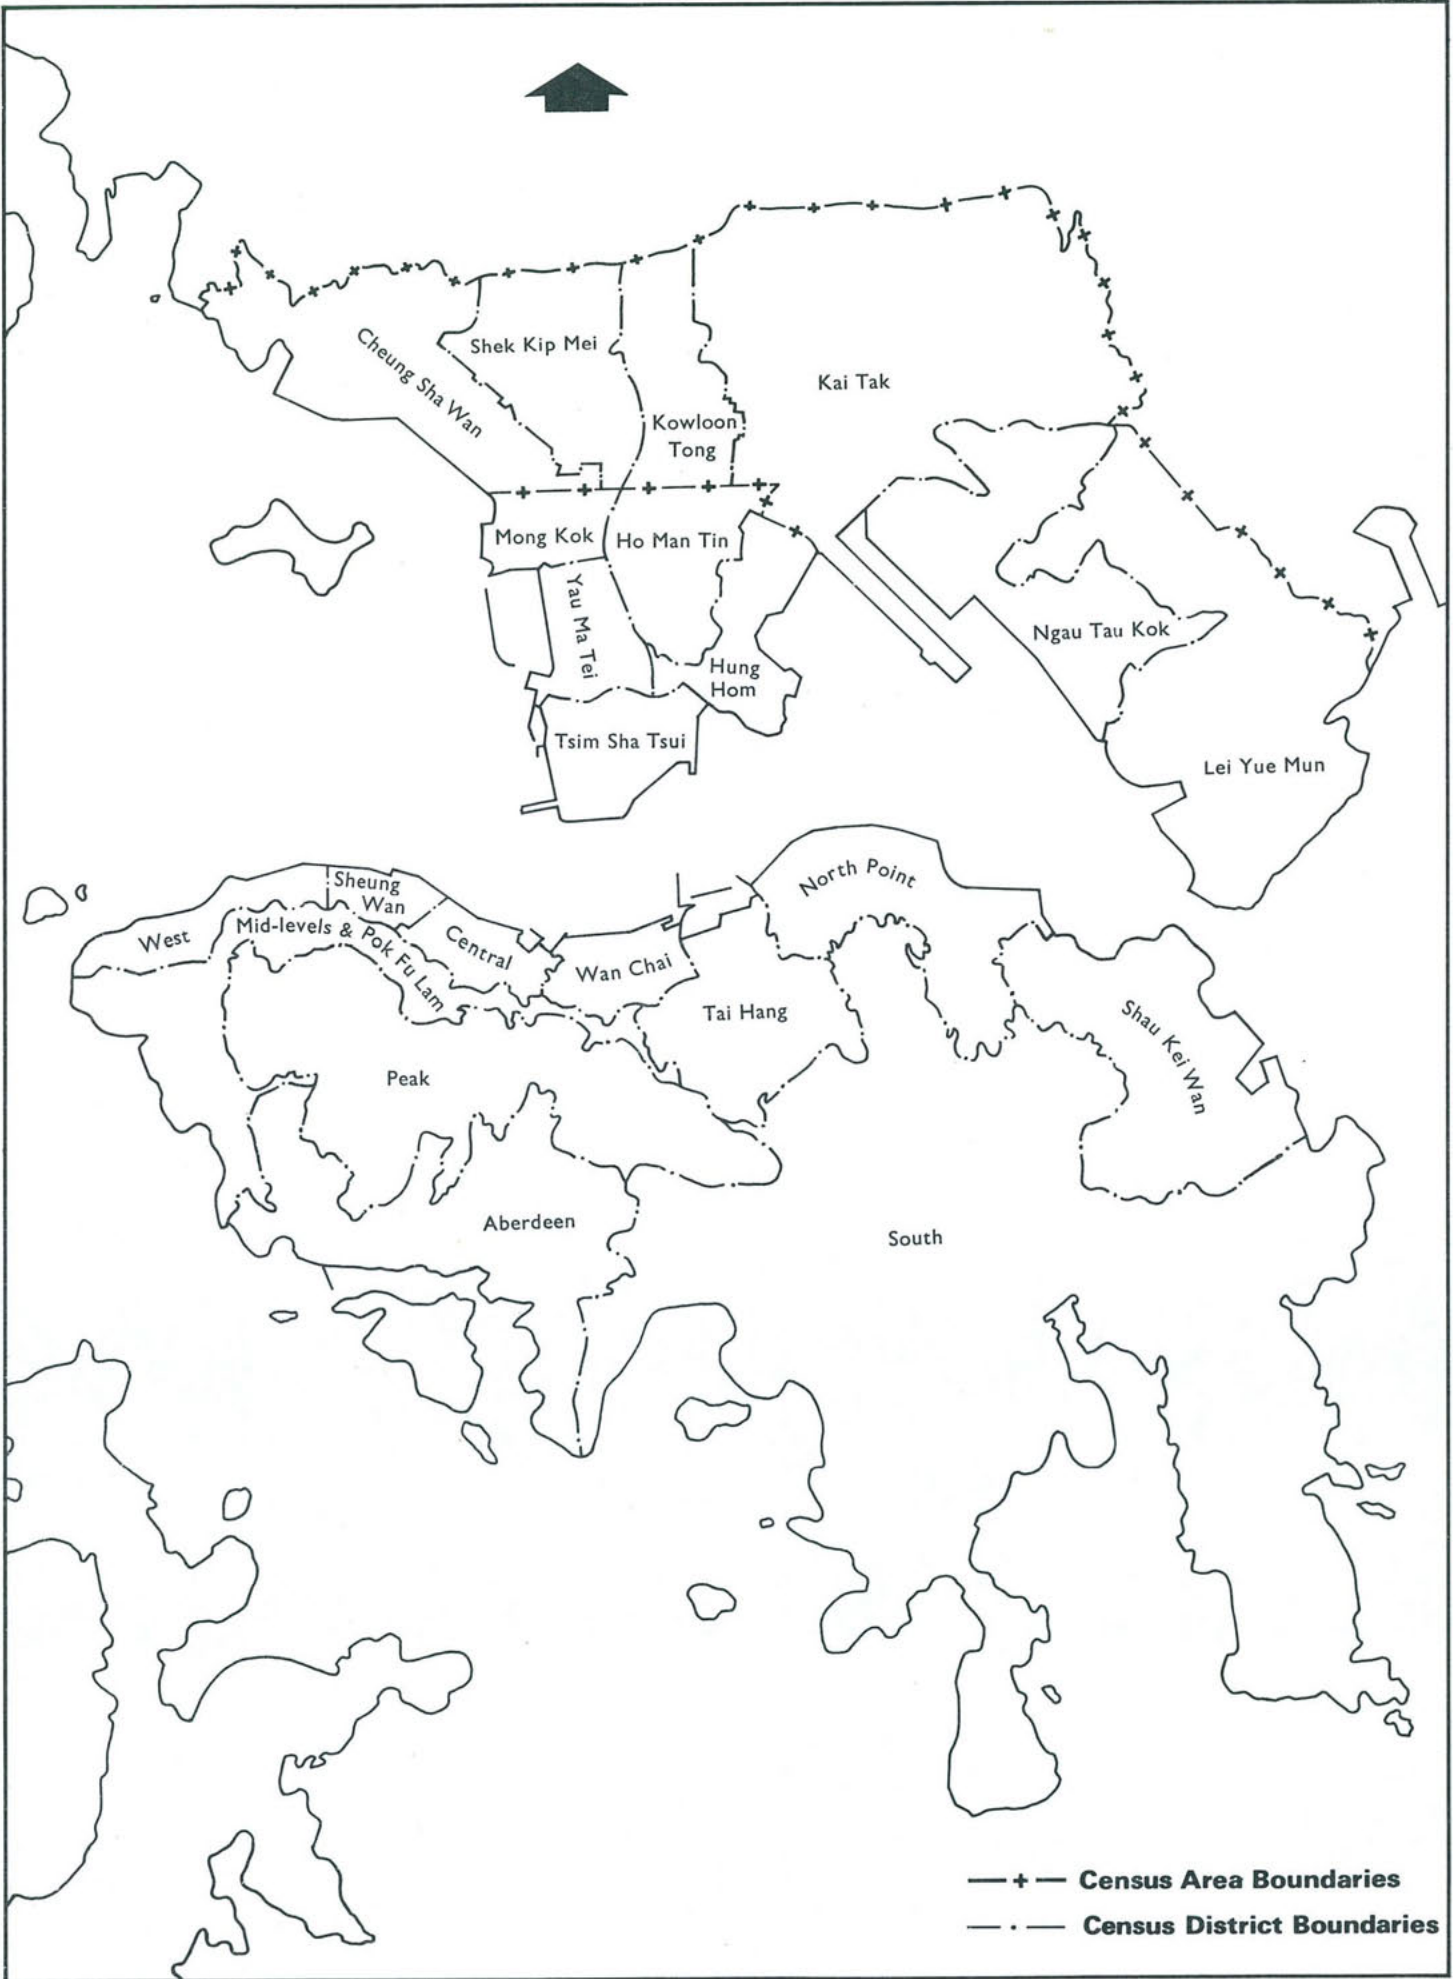 Shek Kip Mei
Cheung Sha Wan
Kai Tak
Kowloon
Tong
Mong Kok
Ho Man Tin
Yau Ma Tei
Ngau Tau Kok
Hung
Hom
Tsim Sha Tsui
Lei Yue Mun
North Point
Sheung
Wan
West
Mid-levels & Pok Fu Lam
Central
Wan Chai
Tai Hang
Shau Kei Wan
Peak
Aberdeen
South
Census Area Boundaries
Census District Boundaries